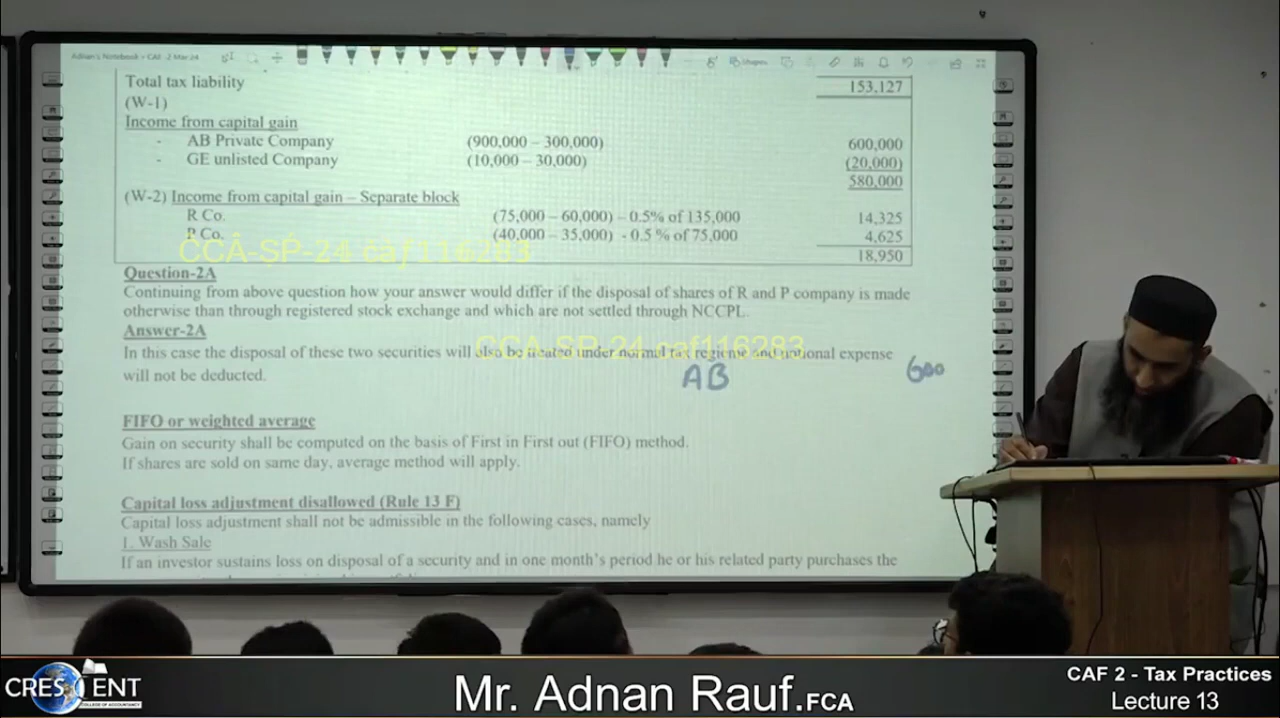 Adnan's Notebook > CAF -2 Mar 24
Shapes
Total tax liability 153,127
(W-1)
Income from capital gain
- AB Private Company (900,000 – 300,000) 600,000
- GE unlisted Company (10,000 – 30,000) (20,000)
580,000
(W-2) Income from capital gain – Separate block
R Co. (75,000 – 60,000) – 0.5% of 135,000 14,325
P Co. (40,000 – 35,000) - 0.5 % of 75,000 4,625
18,950
CCA-SP-24 caf116283
Question-2A
Continuing from above question how your answer would differ if the disposal of shares of R and P company is made
otherwise than through registered stock exchange and which are not settled through NCCPL.
Answer-2A
CCA-SP-24 caf116283
In this case the disposal of these two securities will also be treated under normal tax regieme and notional expense
will not be deducted.
AB 600
FIFO or weighted average
Gain on security shall be computed on the basis of First in First out (FIFO) method.
If shares are sold on same day, average method will apply.
Capital loss adjustment disallowed (Rule 13 F)
Capital loss adjustment shall not be admissible in the following cases, namely
1. Wash Sale
If an investor sustains loss on disposal of a security and in one month's period he or his related party purchases the
CRESCENT
COLLEGE OF ACCOUNTANCY
Mr. Adnan Rauf.FCA
CAF 2 - Tax Practices
Lecture 13